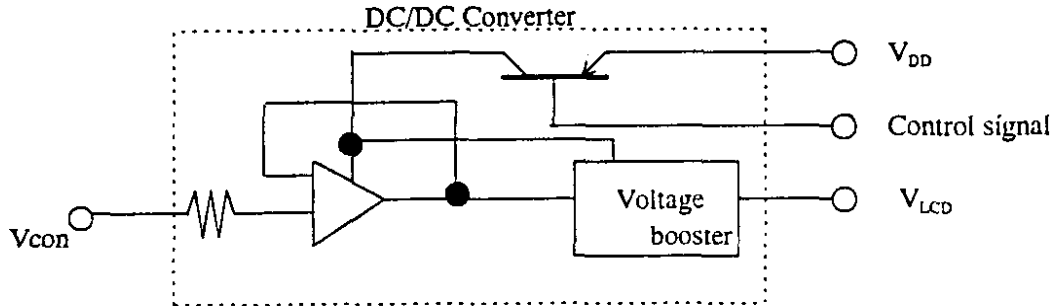 DC/DC Converter
V_DD
Control signal
Voltage
booster
V_LCD
Vcon